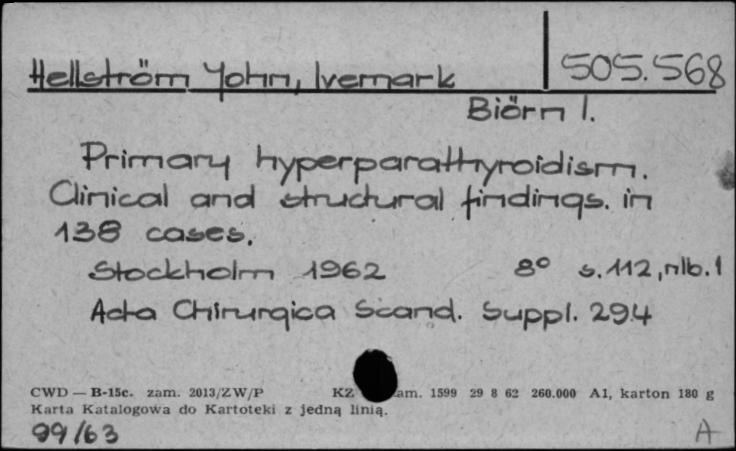 Hellström John, Ivemark 505.568
Biörn I.
Primary hyperparathyroidism.
Clinical and structural findings. in
138 cases.
Stockholm 1962 8° s. 112, nlb. 1
Acta Chirurgica Scand. Suppl. 294
CWD — B-15c. zam. 2013/ZW/P KZ am. 1599 29 8 62 260.000 A1, karton 180 g
Karta Katalogowa do Kartoteki z jedną linią.
99/63 A